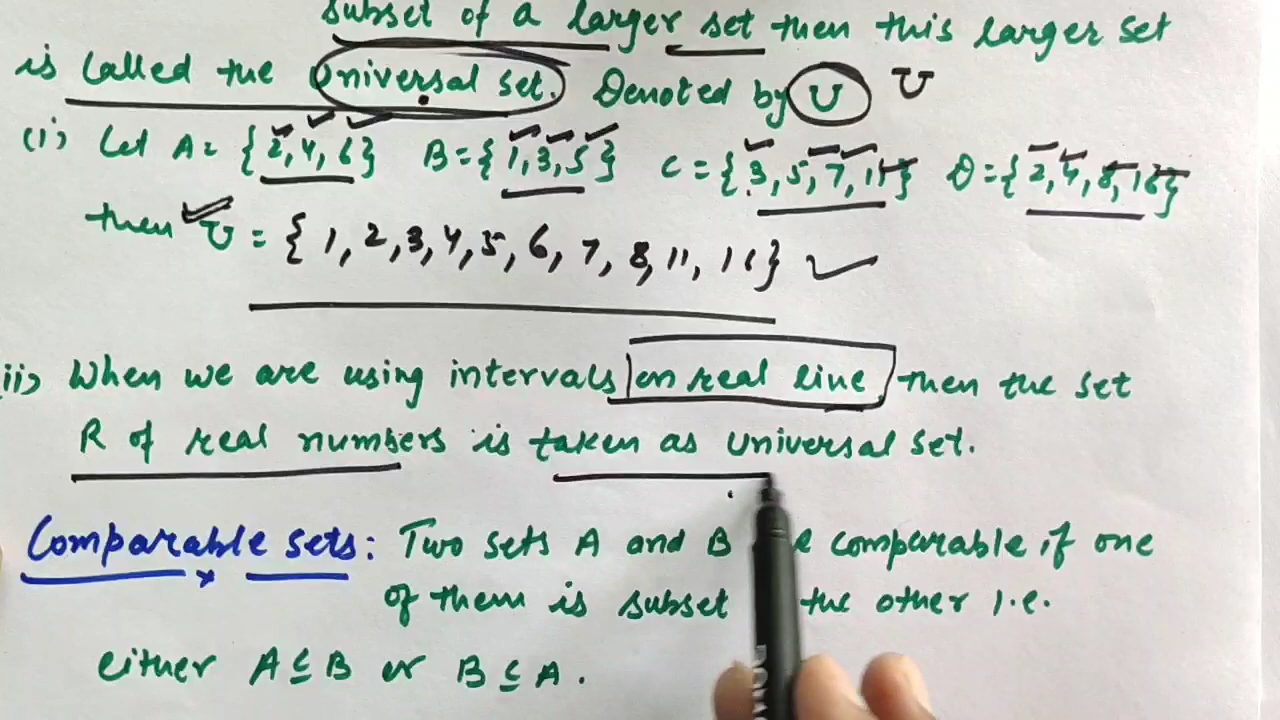 subset of a larger set then this larger set
is called the universal set. Denoted by U U
(i) Let A = {2,4,6} B = {1,3,5} C = {3,5,7,11} D = {2,4,8,16}
then U = { 1, 2, 3, 4, 5, 6, 7, 8, 11, 16}
(ii) When we are using intervals on real line then the set
R of real numbers is taken as universal set.
Comparable sets: Two sets A and B comparable if one
of them is subset the other i.e.
either A ⊆ B or B ⊆ A.